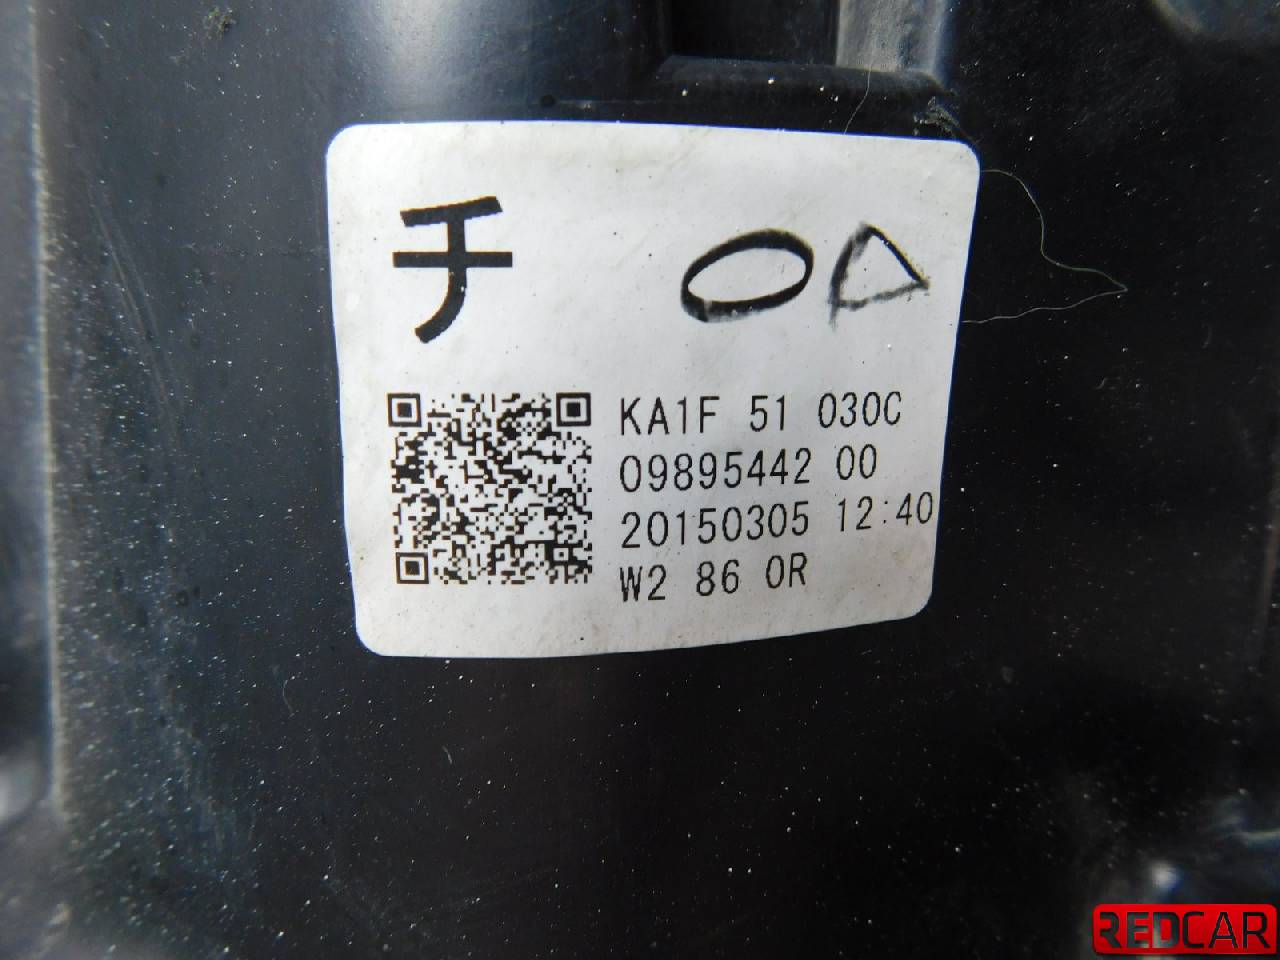 チ
KA1F 51 030C
09895442 00
20150305 12:40
W2 86 0R
REDCAR